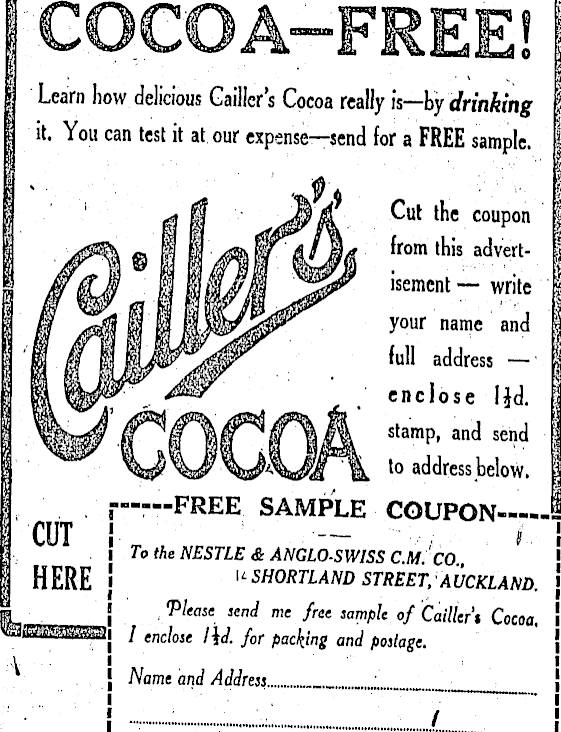 COCOA—FREE!
Learn how delicious Cailler's Cocoa really is—by drinking
it. You can test it at our expense—send for a FREE sample.
Cailler's
COCOA
Cut the coupon
from this advert-
isement — write
your name and
full address —
enclose 1½d.
stamp, and send
to address below.
CUT
HERE
FREE SAMPLE COUPON
To the NESTLE & ANGLO-SWISS C.M. CO.,
SHORTLAND STREET, AUCKLAND.
Please send me free sample of Cailler's Cocoa.
I enclose 1½d. for packing and postage.
Name and Address